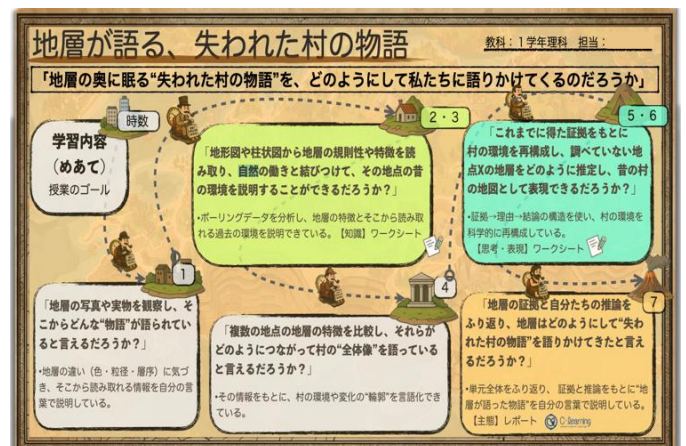 地層が語る、失われた村の物語
教科：1学年理科　担当：
「地層の奥に眠る“失われた村の物語”を、どのようにして私たちに語りかけてくるのだろうか」
時数
学習内容
（めあて）
授業のゴール
1
「地層の写真や実物を観察し、そ
こからどんな“物語”が語られてい
ると言えるだろうか？」
•地層の違い（色・粒径・層序）に気づ
き、そこから読み取れる情報を自分の言
葉で説明している。
2・3
「地形図や柱状図から地層の規則性や特徴を読
み取り、自然の働きと結びつけて、その地点の昔
の環境を説明することができるだろうか？」
•ボーリングデータを分析し、地層の特徴とそこから読み取
れる過去の環境を説明できている。【知識】ワークシート
4
「複数の地点の地層の特徴を比較し、それらが
どのようにつながって村の“全体像”を語っている
と言えるだろうか？」
•その情報をもとに、村の環境や変化の“輪郭”を言語化でき
ている。
5・6
「これまでに得た証拠をもとに
村の環境を再構成し、調べていない地
点Xの地層をどのように推定し、昔の村
の地図として表現できるだろうか？」
•証拠→理由→結論の構造を使い、村の環境を
科学的に再構成している。
【思考・表現】ワークシート
7
「地層の証拠と自分たちの推論を
ふり返り、地層はどのようにして“失わ
れた村の物語”を語りかけてきたと言え
るだろうか？」
•単元全体をふり返り、証拠と推論をもとに“地
層が語った物語”を自分の言葉で説明している。
【主態】レポート　C-Learning